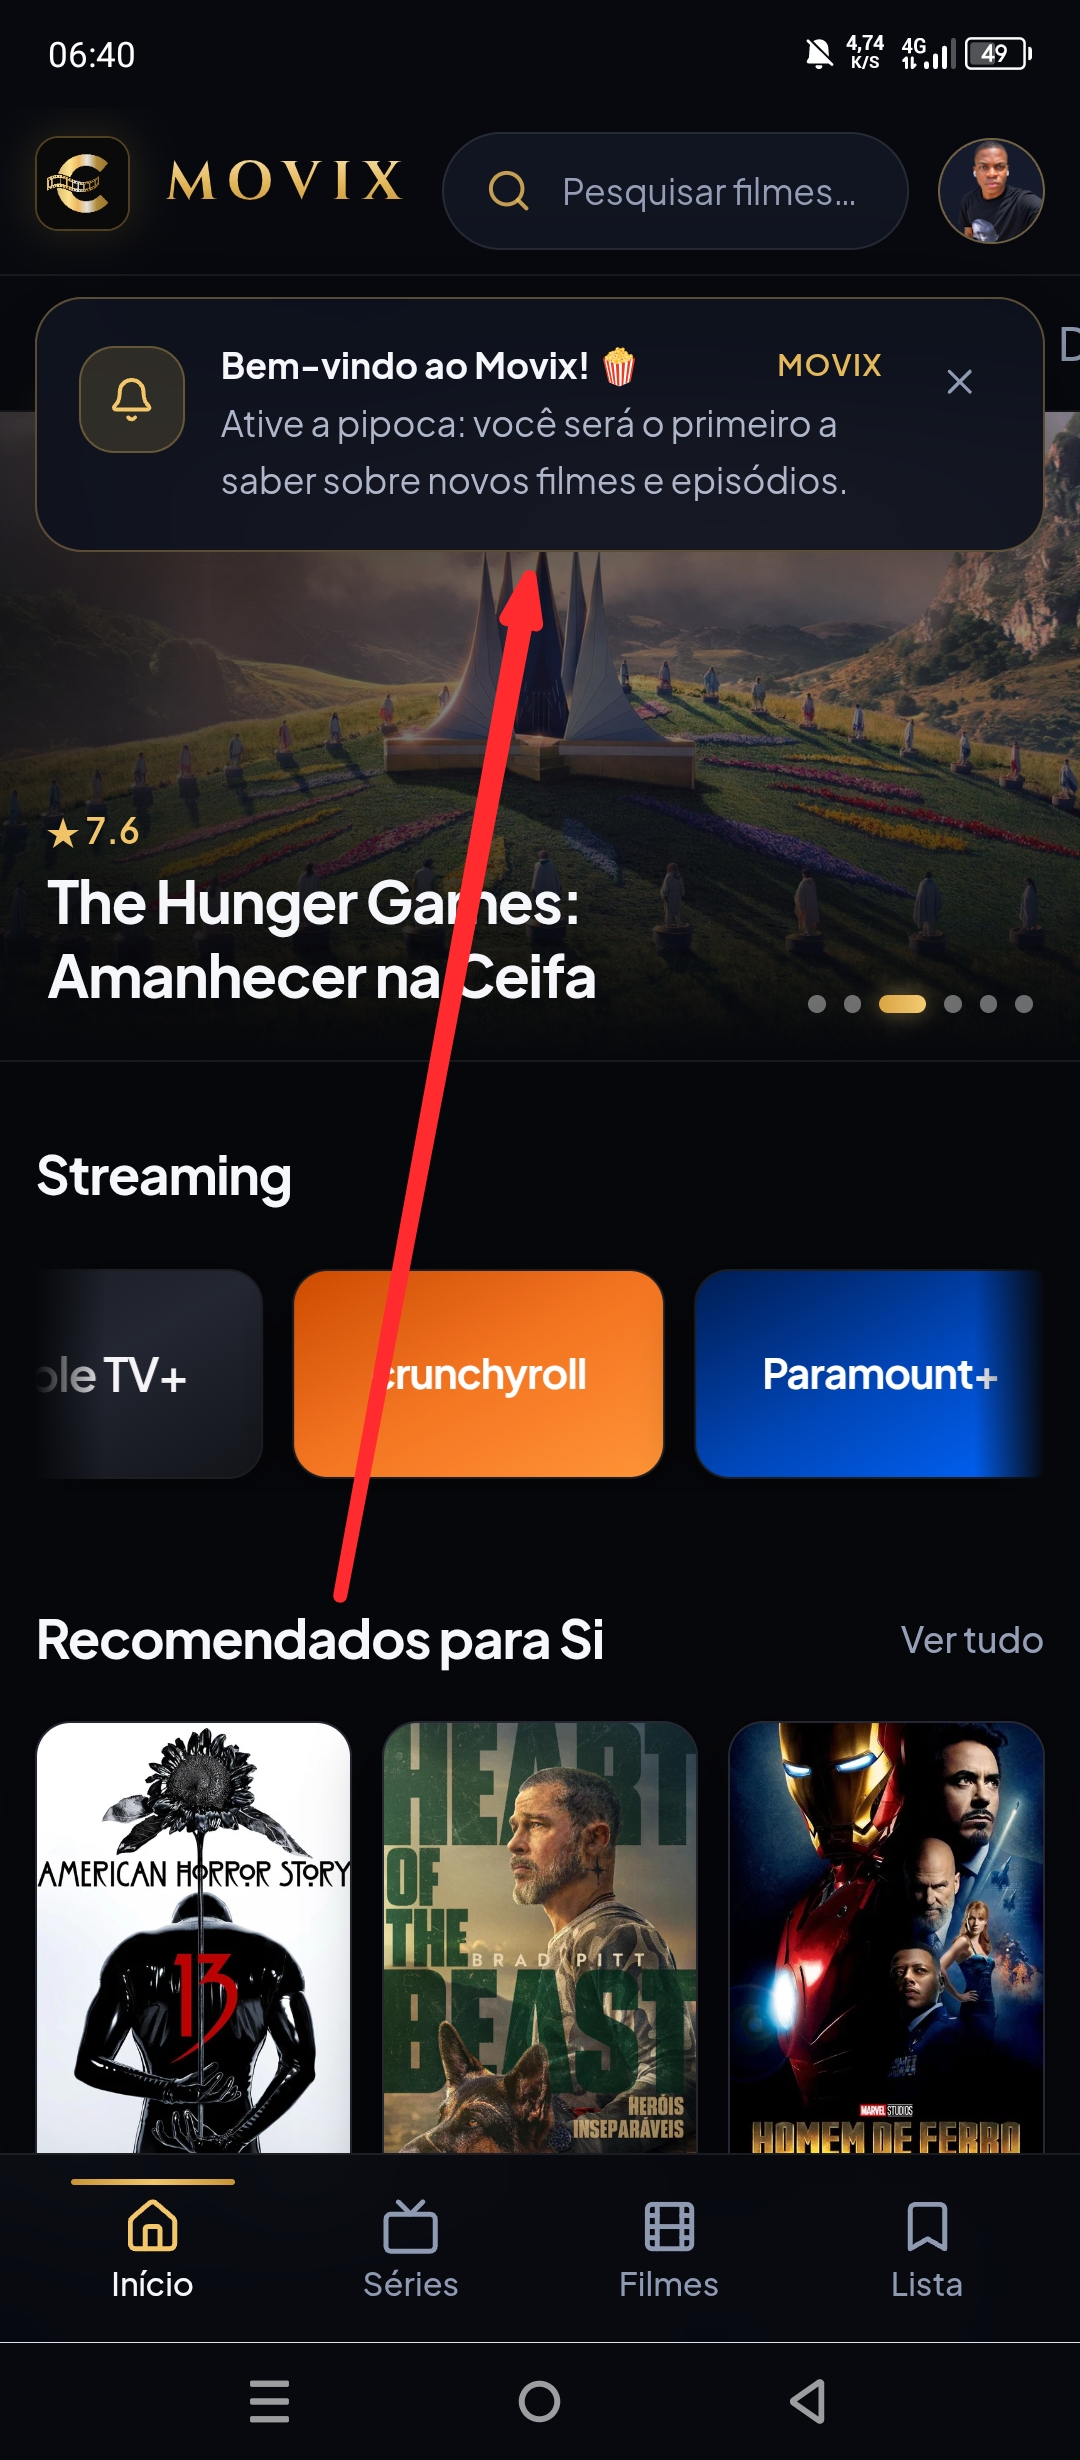 06:40
4,74
K/S
4G
49
MOVIX
Pesquisar filmes...
Bem-vindo ao Movix! 🍿
MOVIX
Ative a pipoca: você será o primeiro a
saber sobre novos filmes e episódios.
D
★ 7.6
The Hunger Games:
Amanhecer na Ceifa
Streaming
ple TV+
crunchyroll
Paramount+
Recomendados para Si
Ver tudo
AMERICAN HORROR STORY
13
HEART
OF
THE
BRAD PITT
BEAST
HERÓIS
INSEPARÁVEIS
MARVEL STUDIOS
HOMEM DE FERRO
Início
Séries
Filmes
Lista